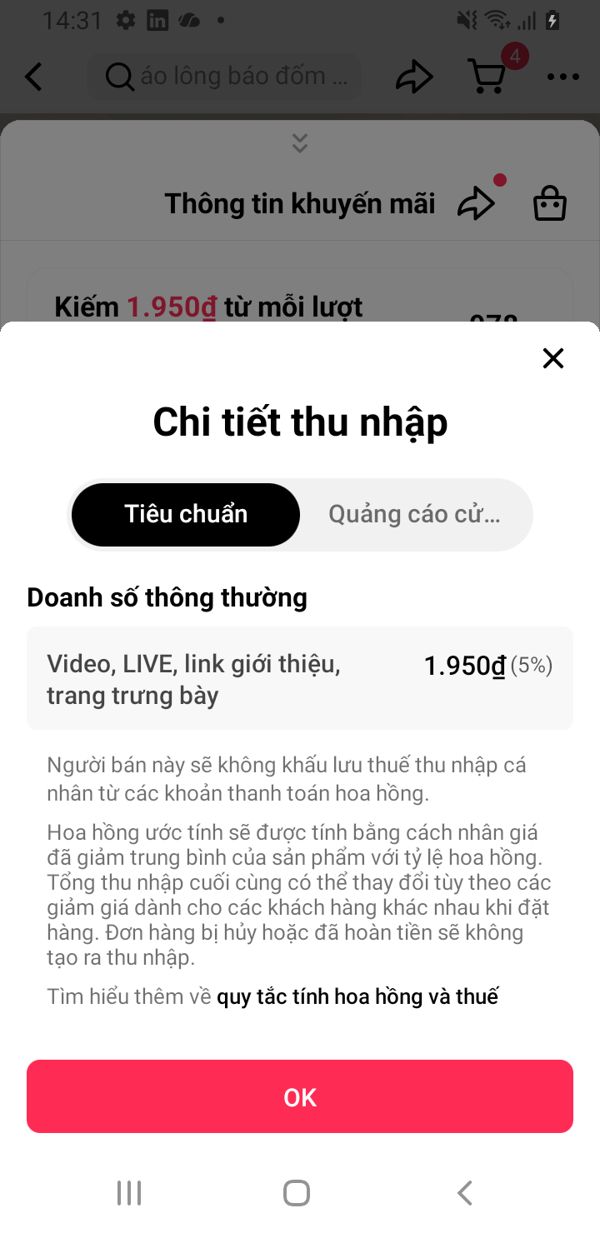 14:31
4
áo lông báo đốm ...
Thông tin khuyến mãi
Kiếm 1.950₫ từ mỗi lượt
Chi tiết thu nhập
Tiêu chuẩn
Quảng cáo cử...
Doanh số thông thường
Video, LIVE, link giới thiệu,
trang trưng bày
1.950₫ (5%)
Người bán này sẽ không khấu lưu thuế thu nhập cá
nhân từ các khoản thanh toán hoa hồng.
Hoa hồng ước tính sẽ được tính bằng cách nhân giá
đã giảm trung bình của sản phẩm với tỷ lệ hoa hồng.
Tổng thu nhập cuối cùng có thể thay đổi tùy theo các
giảm giá dành cho các khách hàng khác nhau khi đặt
hàng. Đơn hàng bị hủy hoặc đã hoàn tiền sẽ không
tạo ra thu nhập.
Tìm hiểu thêm về quy tắc tính hoa hồng và thuế
OK